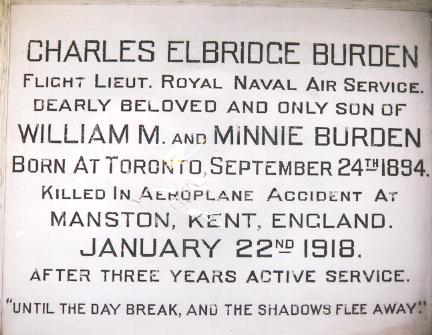 CHARLES ELBRIDGE BURDEN
FLIGHT LIEUT. ROYAL NAVAL AIR SERVICE.
DEARLY BELOVED AND ONLY SON OF
WILLIAM M. AND MINNIE BURDEN
BORN AT TORONTO, SEPTEMBER 24TH 1894.
KILLED IN AEROPLANE ACCIDENT AT
MANSTON, KENT, ENGLAND.
JANUARY 22ND 1918.
AFTER THREE YEARS ACTIVE SERVICE.
"UNTIL THE DAY BREAK, AND THE SHADOWS FLEE AWAY."